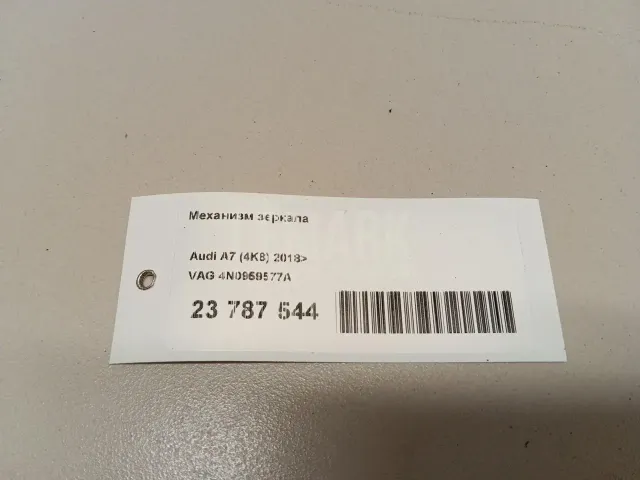 Механизм зеркала
Audi A7 (4K8) 2018>
VAG 4N0959577A
23 787 544